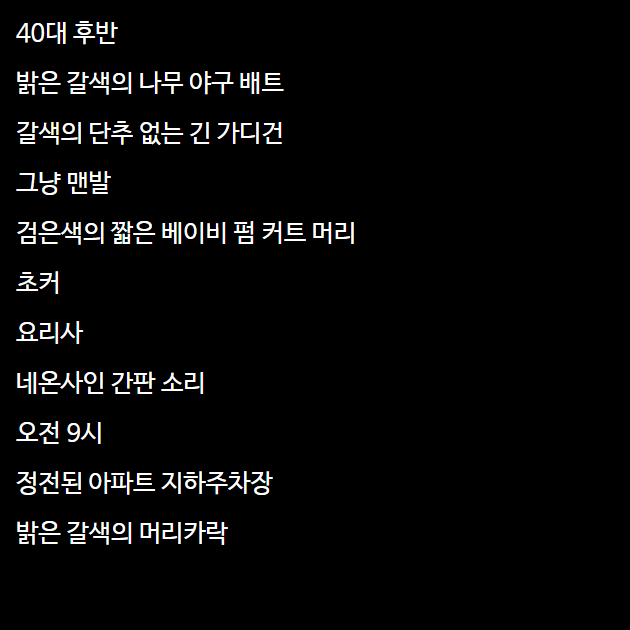 40대 후반
밝은 갈색의 나무 야구 배트
갈색의 단추 없는 긴 가디건
그냥 맨발
검은색의 짧은 베이비 펌 커트 머리
초커
요리사
네온사인 간판 소리
오전 9시
정전된 아파트 지하주차장
밝은 갈색의 머리카락